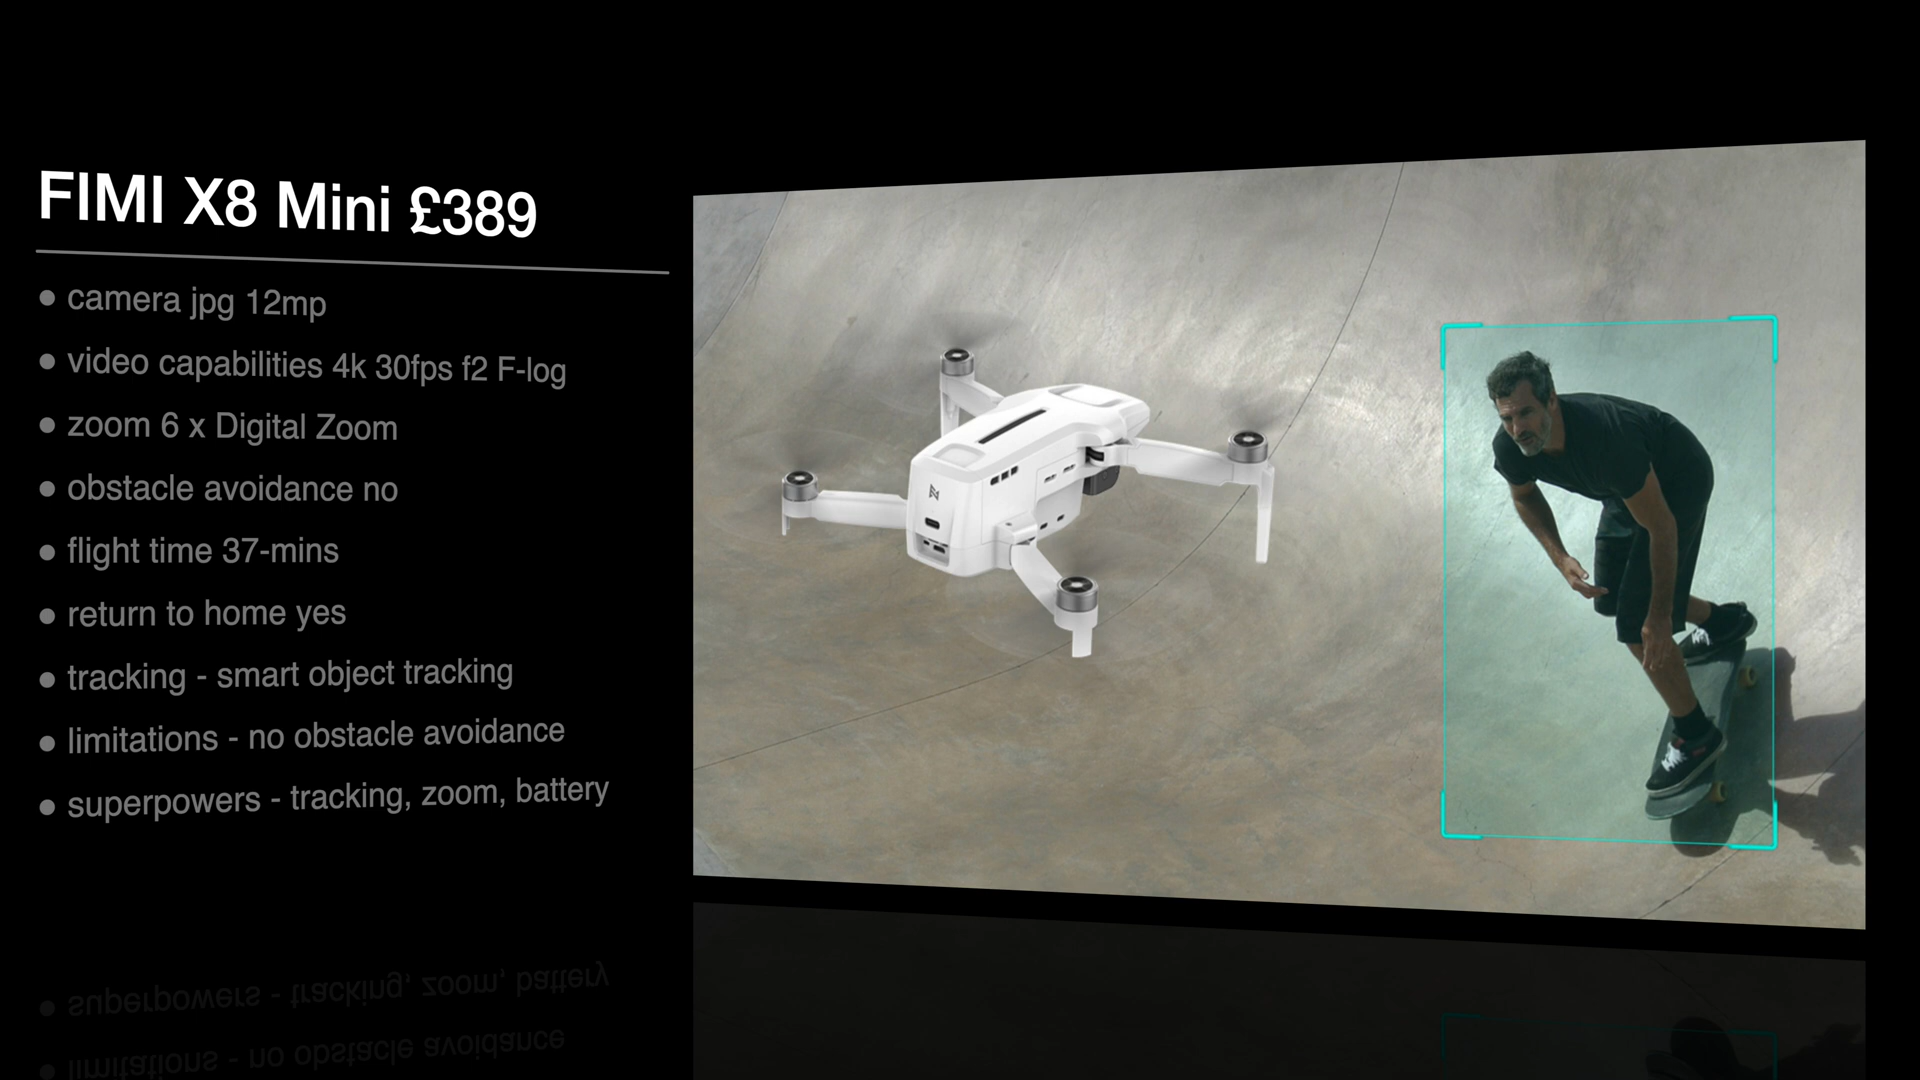 FIMI X8 Mini £389
• camera jpg 12mp
• video capabilities 4k 30fps f2 F-log
• zoom 6 x Digital Zoom
• obstacle avoidance no
• flight time 37-mins
• return to home yes
• tracking - smart object tracking
• limitations - no obstacle avoidance
• superpowers - tracking, zoom, battery